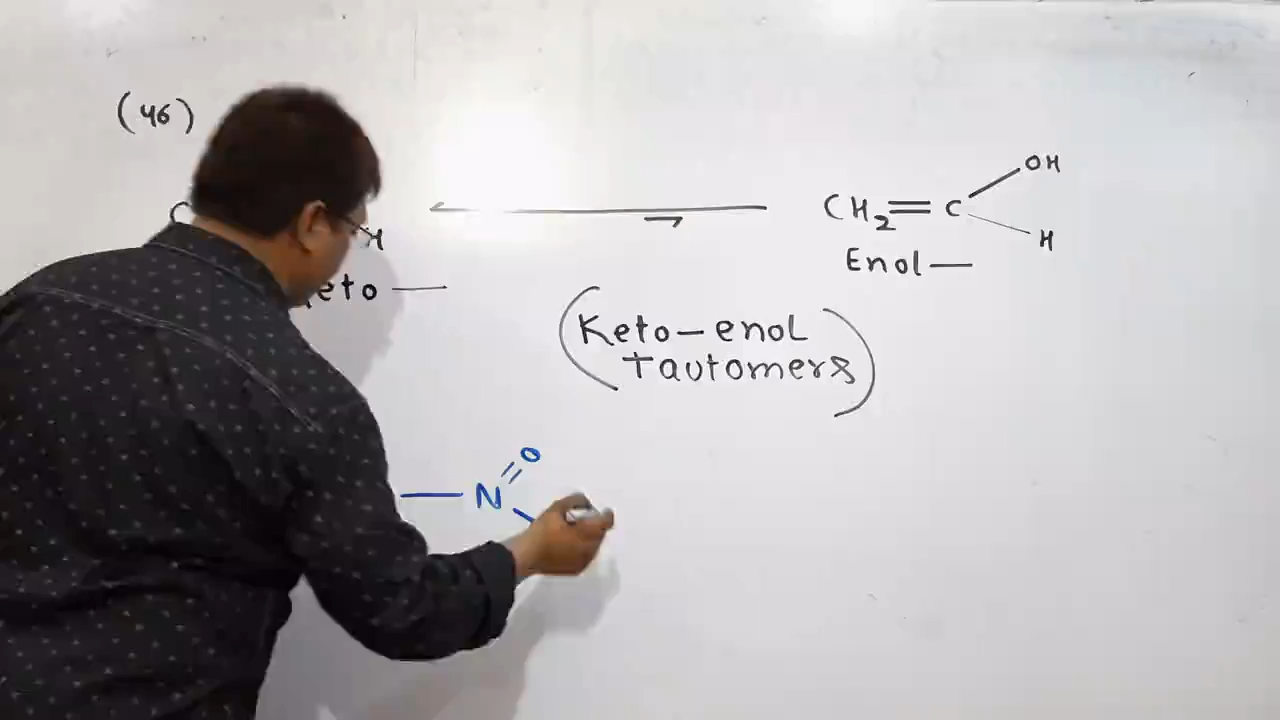 (46)
CH₂=C
OH
H
H
eto —
Enol —
(Keto-enol
Tautomers)
— N
O